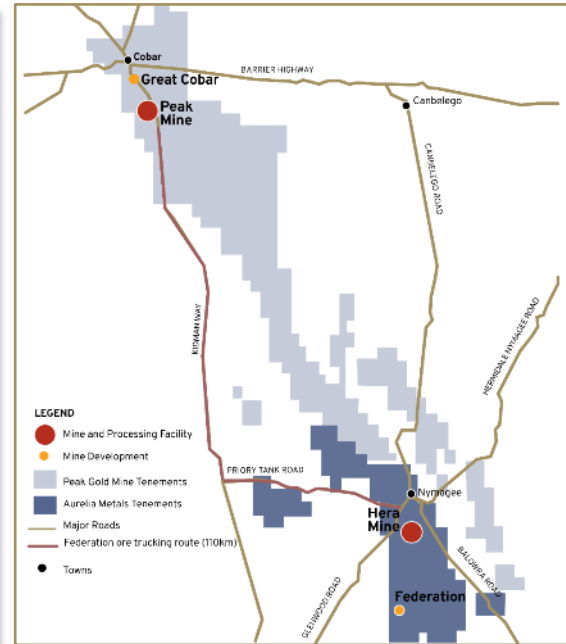 Cobar
Great Cobar
BARRIER HIGHWAY
Peak
Mine
Canbelego
CANBELEGO ROAD
KIDMAN WAY
HERMIDALE NYMAGEE ROAD
LEGEND
Mine and Processing Facility
Mine Development
Peak Gold Mine Tenements
Aurelia Metals Tenements
Major Roads
Federation ore trucking route (110km)
Towns
PRIORY TANK ROAD
Nymagee
Hera
Mine
BALOWRA ROAD
GLENWOOD ROAD
Federation